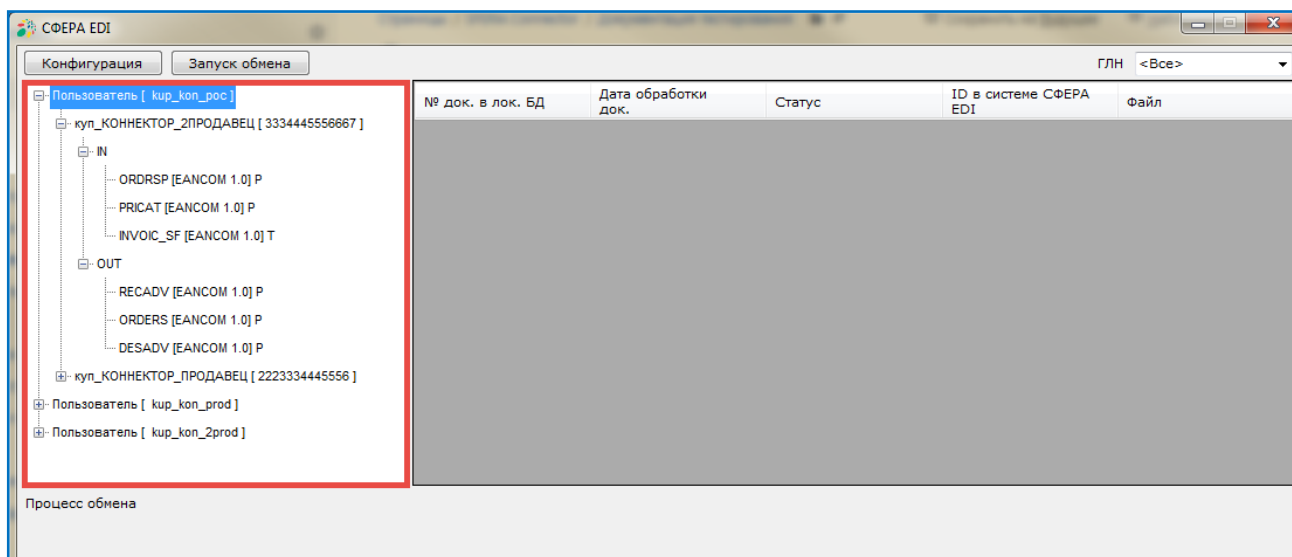 СФЕРА EDI
Конфигурация Запуск обмена ГЛН <Все>
Пользователь [ kup_kon_poc ]
куп_КОННЕКТОР_2ПРОДАВЕЦ [ 3334445556667 ]
IN
ORDRSP [EANCOM 1.0] P
PRICAT [EANCOM 1.0] P
INVOIC_SF [EANCOM 1.0] T
OUT
RECADV [EANCOM 1.0] P
ORDERS [EANCOM 1.0] P
DESADV [EANCOM 1.0] P
куп_КОННЕКТОР_ПРОДАВЕЦ [ 2223334445556 ]
Пользователь [ kup_kon_prod ]
Пользователь [ kup_kon_2prod ]
№ док. в лок. БД
Дата обработки
док.
Статус
ID в системе СФЕРА
EDI
Файл
Процесс обмена